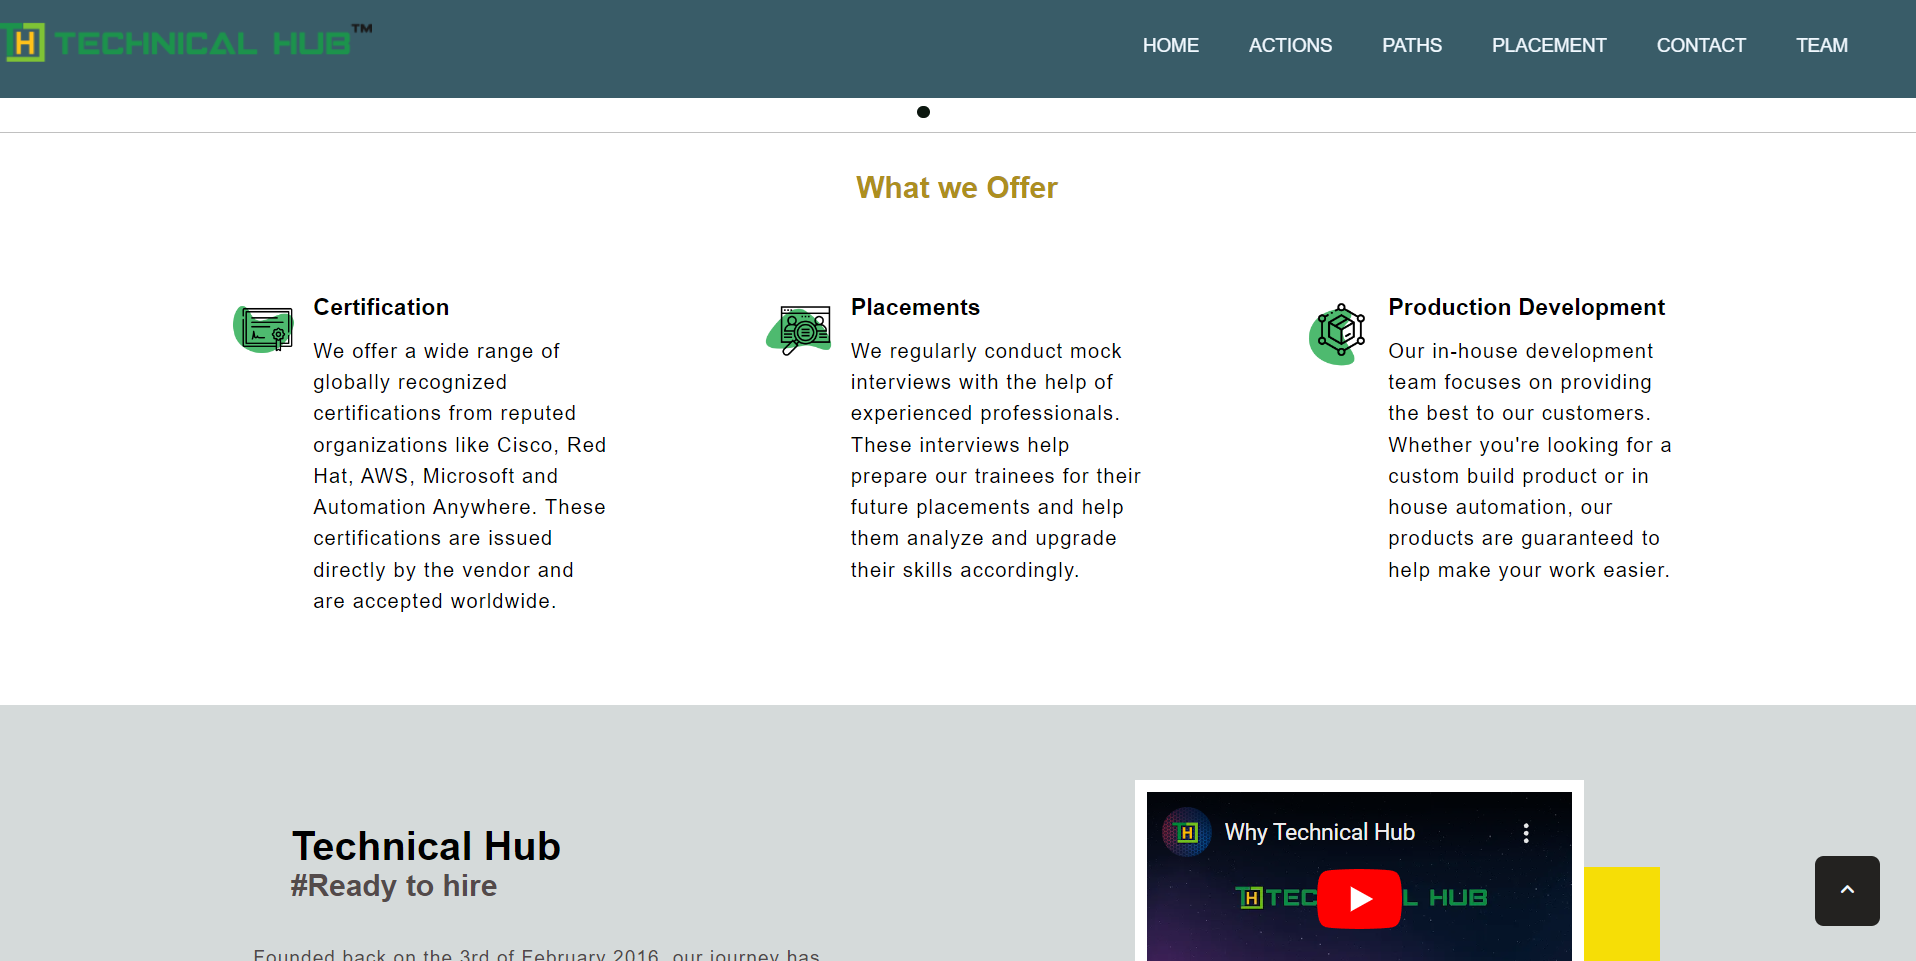 TH TECHNICAL HUB™
HOME ACTIONS PATHS PLACEMENT CONTACT TEAM
What we Offer
Certification
We offer a wide range of
globally recognized
certifications from reputed
organizations like Cisco, Red
Hat, AWS, Microsoft and
Automation Anywhere. These
certifications are issued
directly by the vendor and
are accepted worldwide.
Placements
We regularly conduct mock
interviews with the help of
experienced professionals.
These interviews help
prepare our trainees for their
future placements and help
them analyze and upgrade
their skills accordingly.
Production Development
Our in-house development
team focuses on providing
the best to our customers.
Whether you're looking for a
custom build product or in
house automation, our
products are guaranteed to
help make your work easier.
Technical Hub
#Ready to hire
Founded back on the 3rd of February 2016, our journey has
TH
Why Technical Hub
TH TEC L HUB